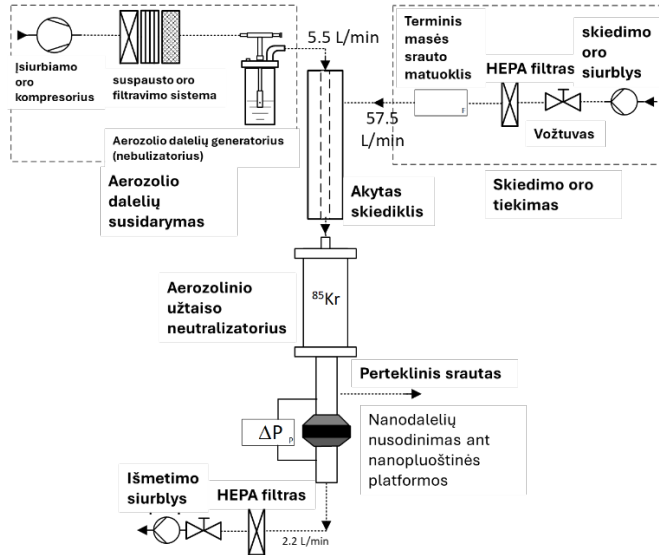 Įsiurbiamo
oro
kompresorius
suspausto oro
filtravimo sistema
Aerozolio dalelių generatorius
(nebulizatorius)
Aerozolio
dalelių
susidarymas
5.5 L/min
57.5
L/min
Terminis
masės
srauto
matuoklis
F
HEPA filtras
skiedimo
oro
siurblys
Vožtuvas
Skiedimo oro
tiekimas
Akytas
skiediklis
Aerozolinio
užtaiso
neutralizatorius
⁸⁵Kr
Perteklinis srautas
ΔP
P
Nanodalelių
nusodinimas ant
nanopluoštinės
platformos
Išmetimo
siurblys
HEPA filtras
2.2 L/min